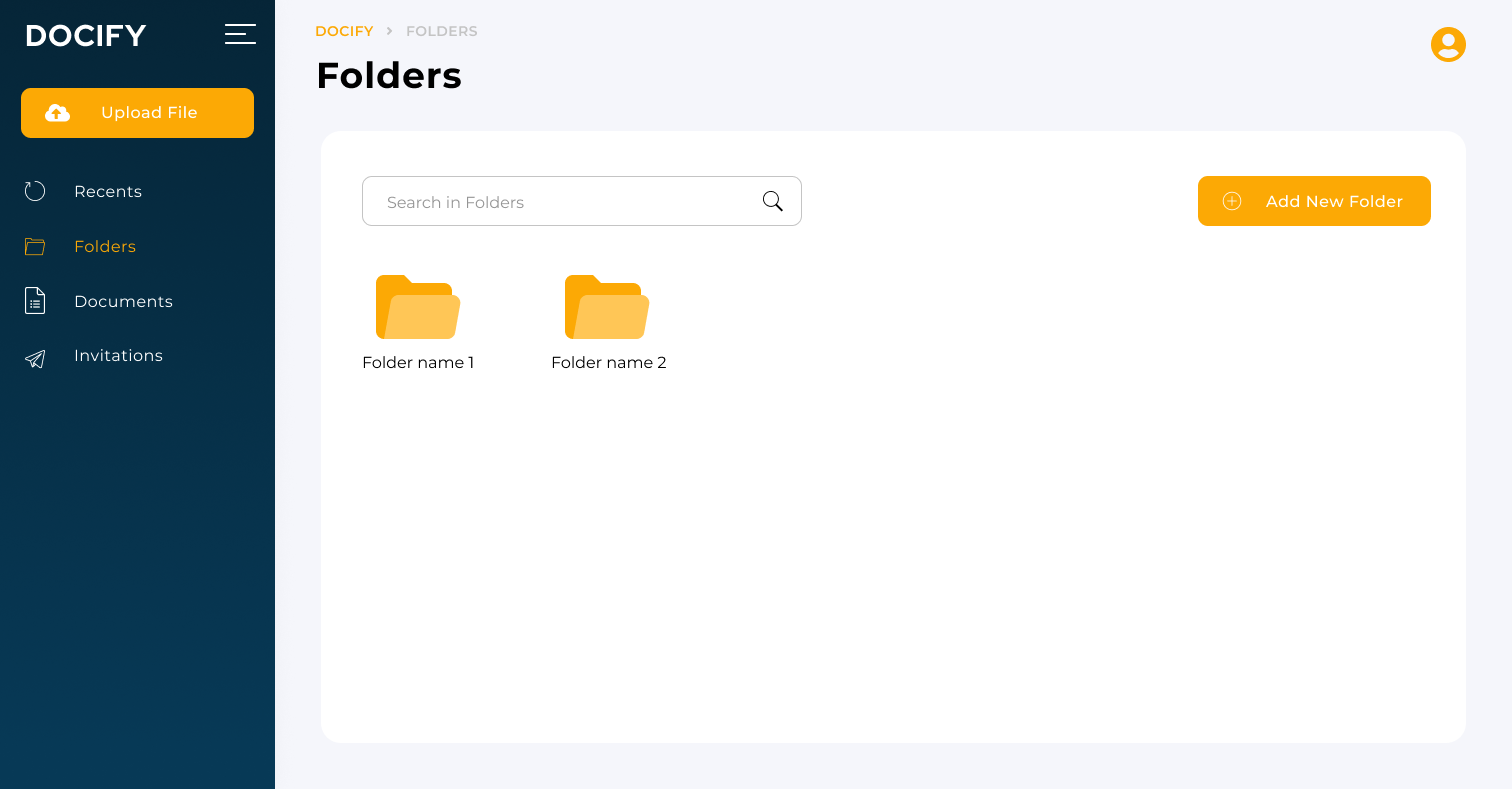 DOCIFY
Upload File
Recents
Folders
Documents
Invitations
DOCIFY > FOLDERS
Folders
Search in Folders
Add New Folder
Folder name 1
Folder name 2